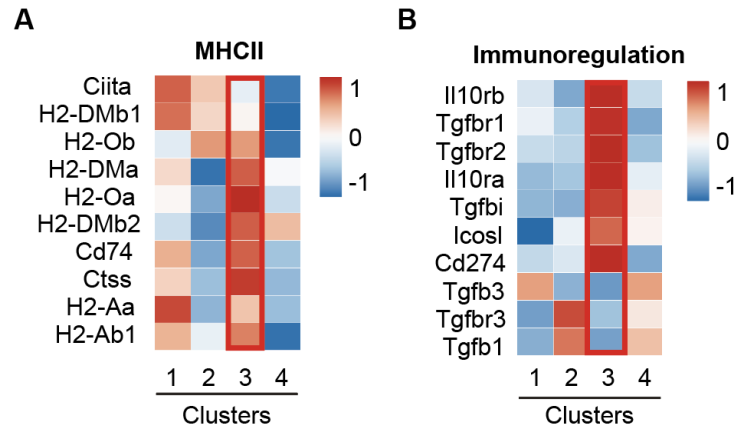 A
MHCII
Ciita
H2-DMb1
H2-Ob
H2-DMa
H2-Oa
H2-DMb2
Cd74
Ctss
H2-Aa
H2-Ab1
1
0
-1
1 2 3 4
Clusters
B
Immunoregulation
Il10rb
Tgfbr1
Tgfbr2
Il10ra
Tgfbi
Icosl
Cd274
Tgfb3
Tgfbr3
Tgfb1
1
0
-1
1 2 3 4
Clusters